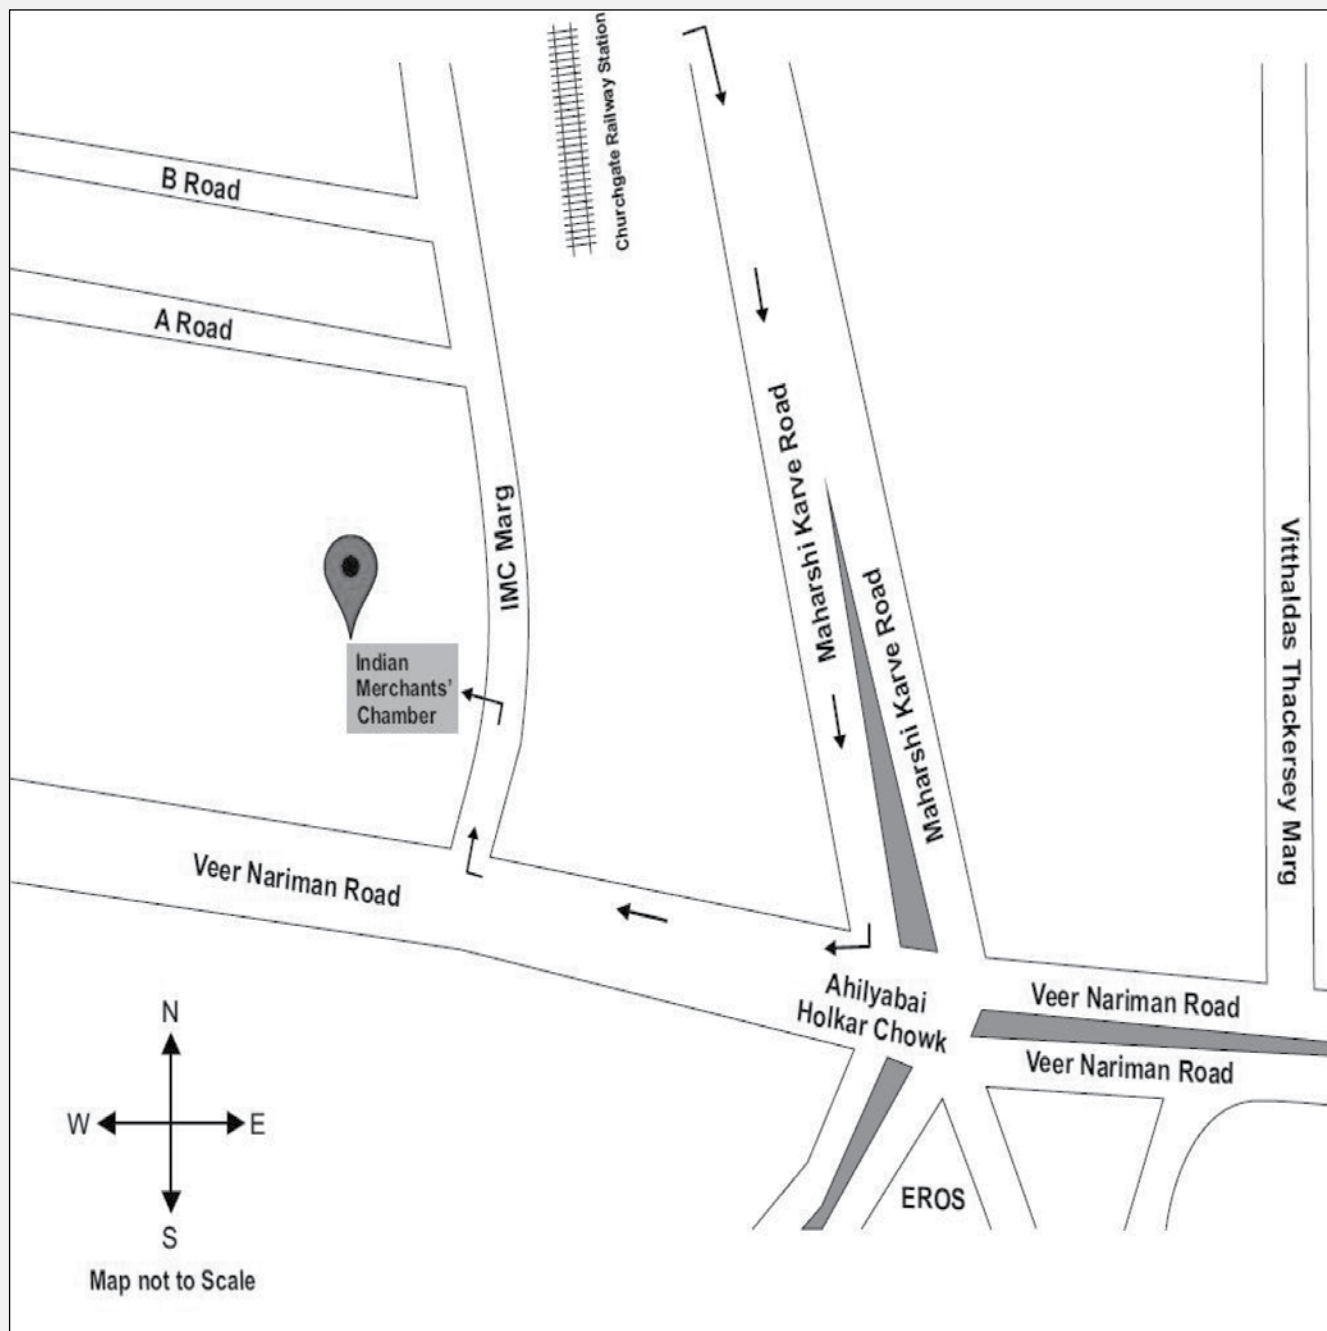 Churchgate Railway Station
B Road
A Road
Maharshi Karve Road
IMC Marg
Maharshi Karve Road
Vitthaldas Thackersey Marg
Indian
Merchants'
Chamber
Veer Nariman Road
Ahilyabai
Holkar Chowk
Veer Nariman Road
Veer Nariman Road
N
W
E
S
EROS
Map not to Scale